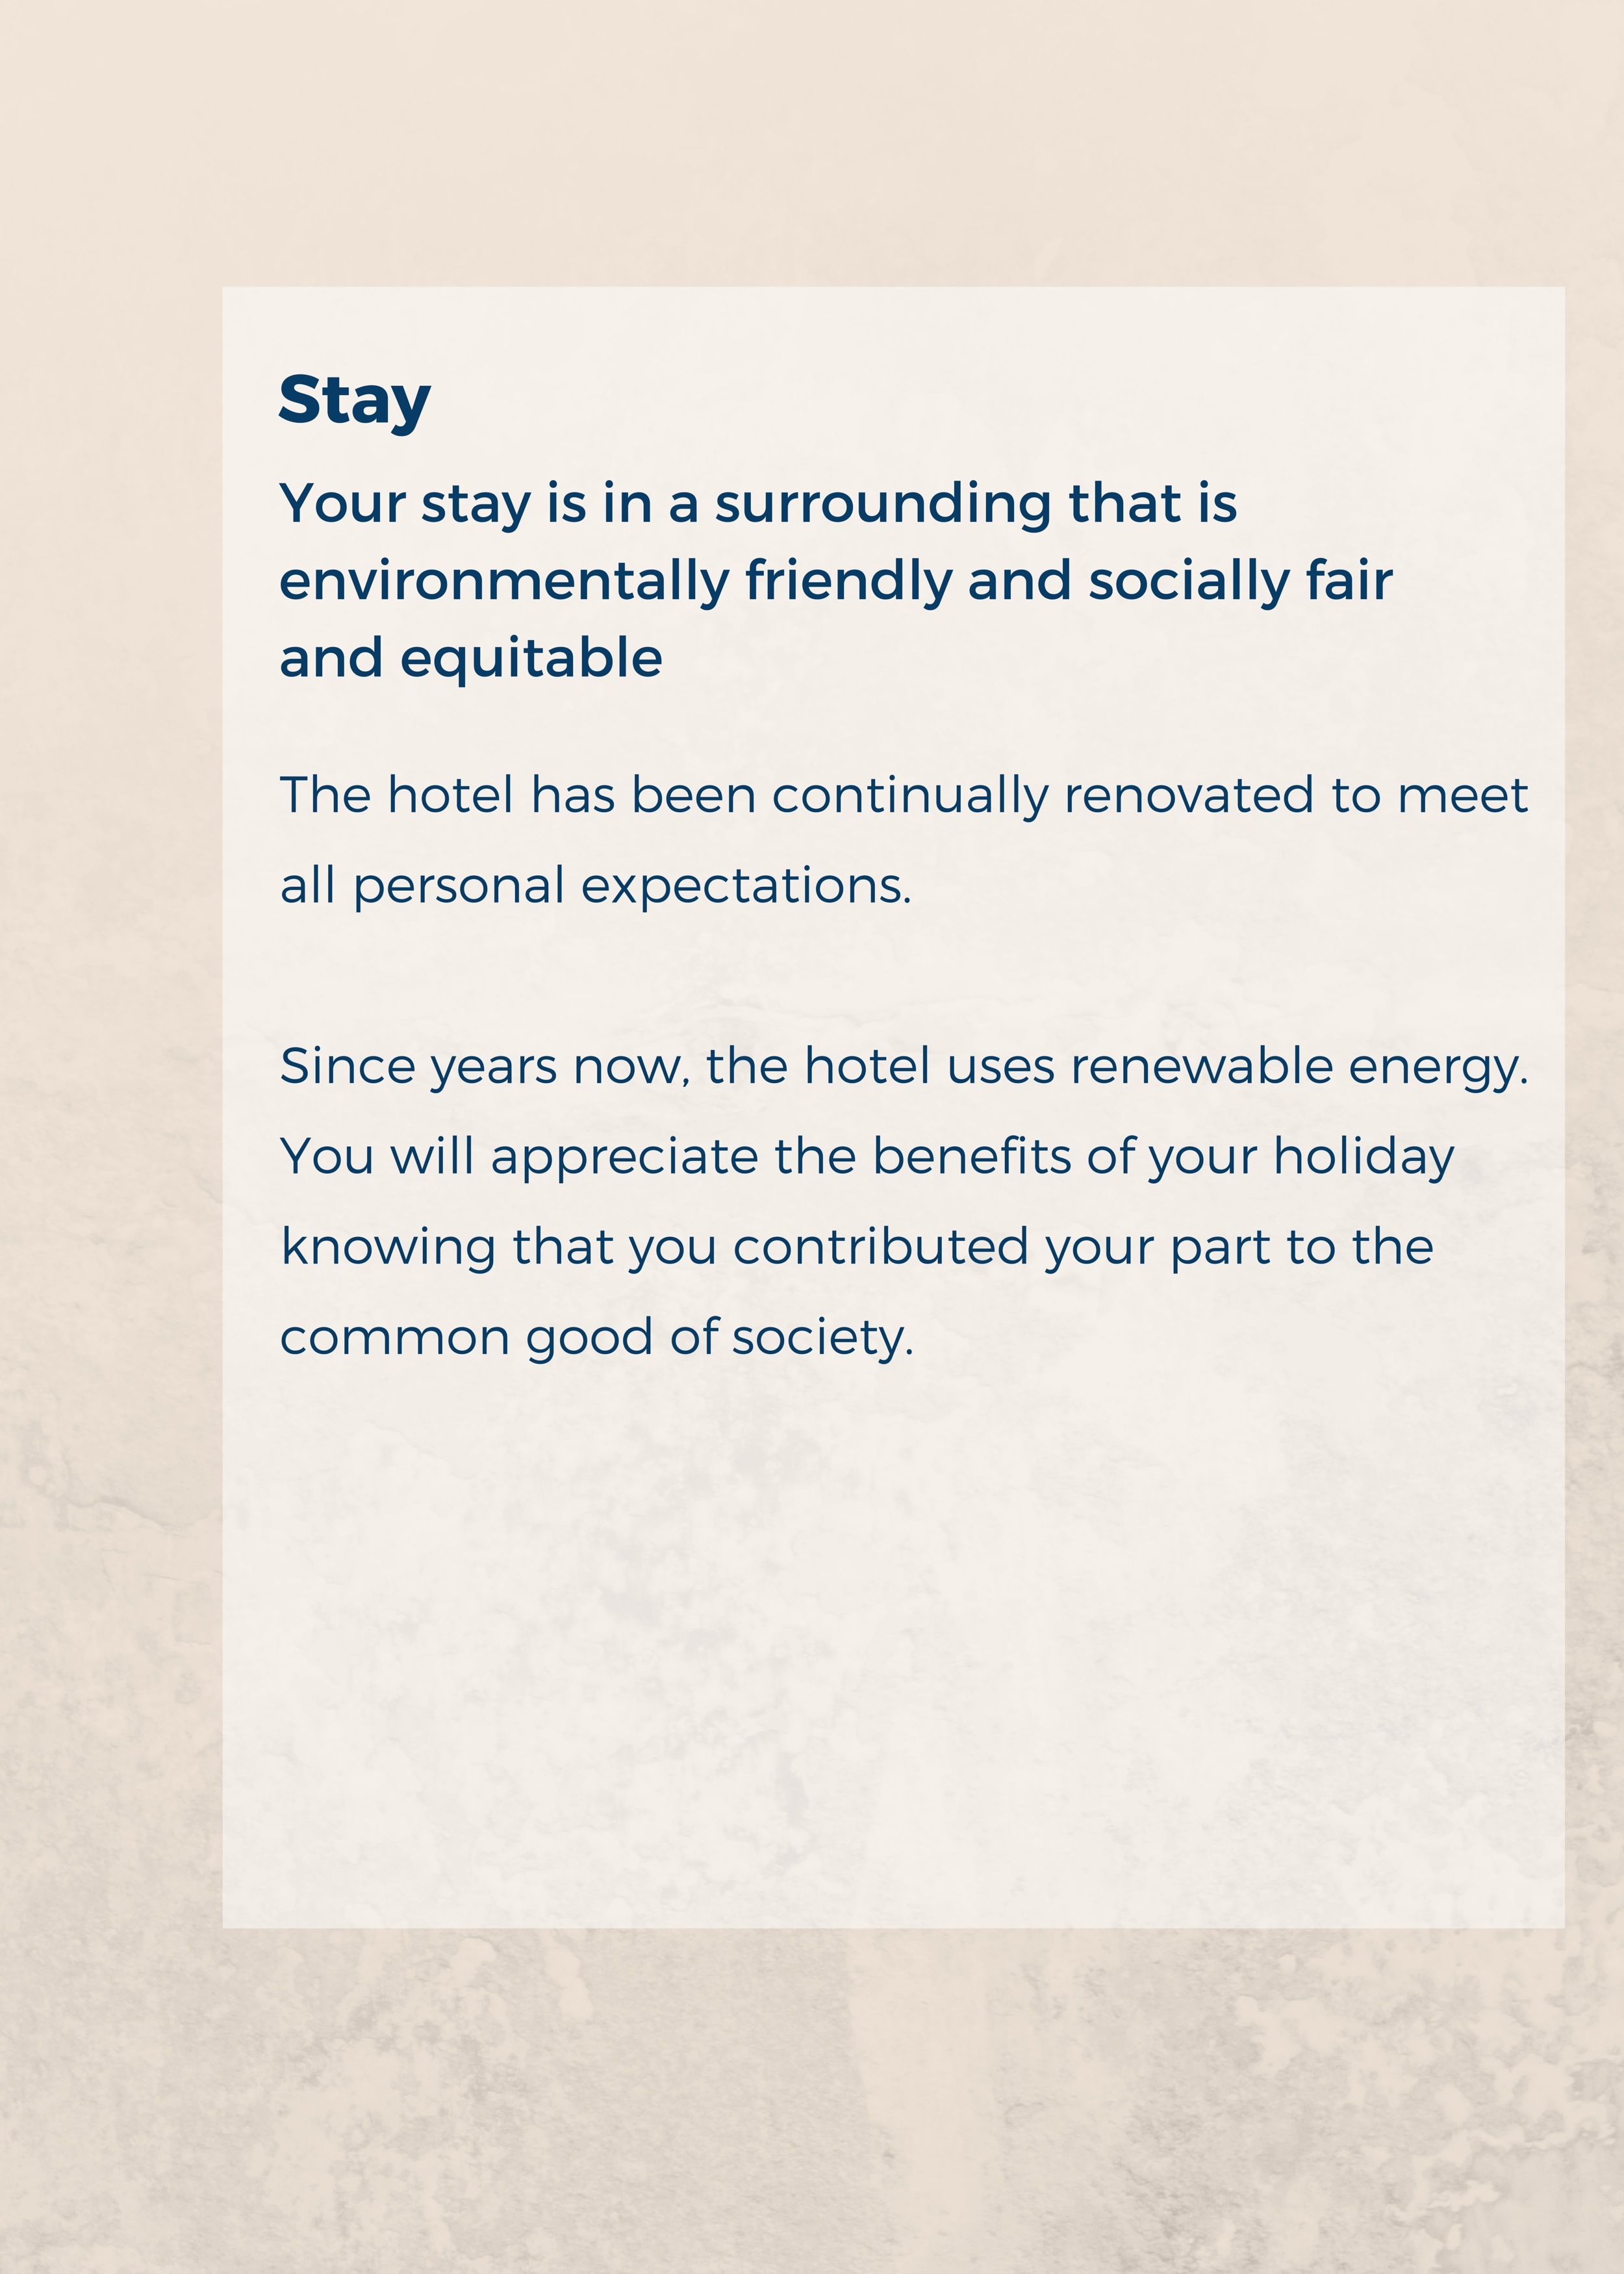 Stay
Your stay is in a surrounding that is
environmentally friendly and socially fair
and equitable
The hotel has been continually renovated to meet
all personal expectations.
Since years now, the hotel uses renewable energy.
You will appreciate the benefits of your holiday
knowing that you contributed your part to the
common good of society.